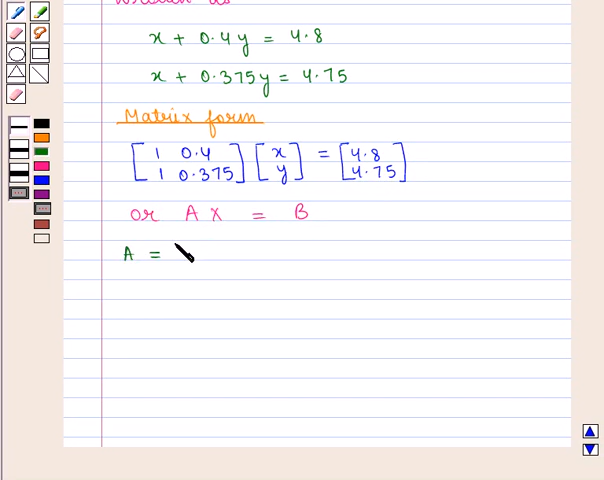 x + 0.4y = 4.8
x + 0.375y = 4.75
Matrix form
[1 0.4] [x] = [4.8]
[1 0.375] [y] [4.75]
or A X = B
A =